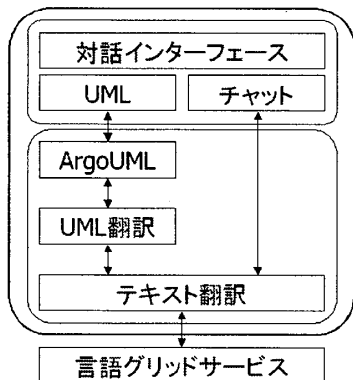 対話インターフェース
UML
チャット
ArgoUML
UML翻訳
テキスト翻訳
言語グリッドサービス